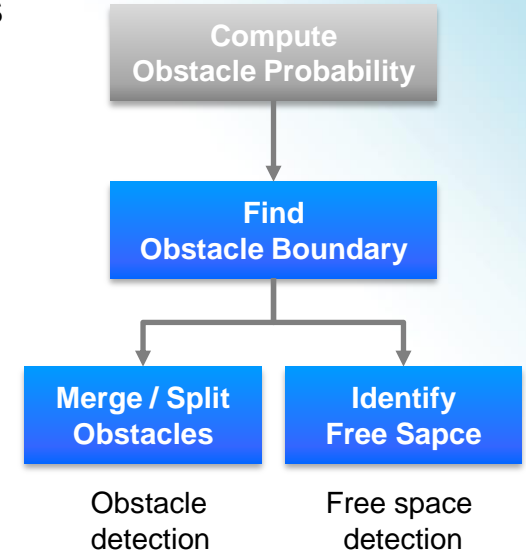 s
Compute
Obstacle Probability
Find
Obstacle Boundary
Merge / Split
Obstacles
Identify
Free Sapce
Obstacle
detection
Free space
detection